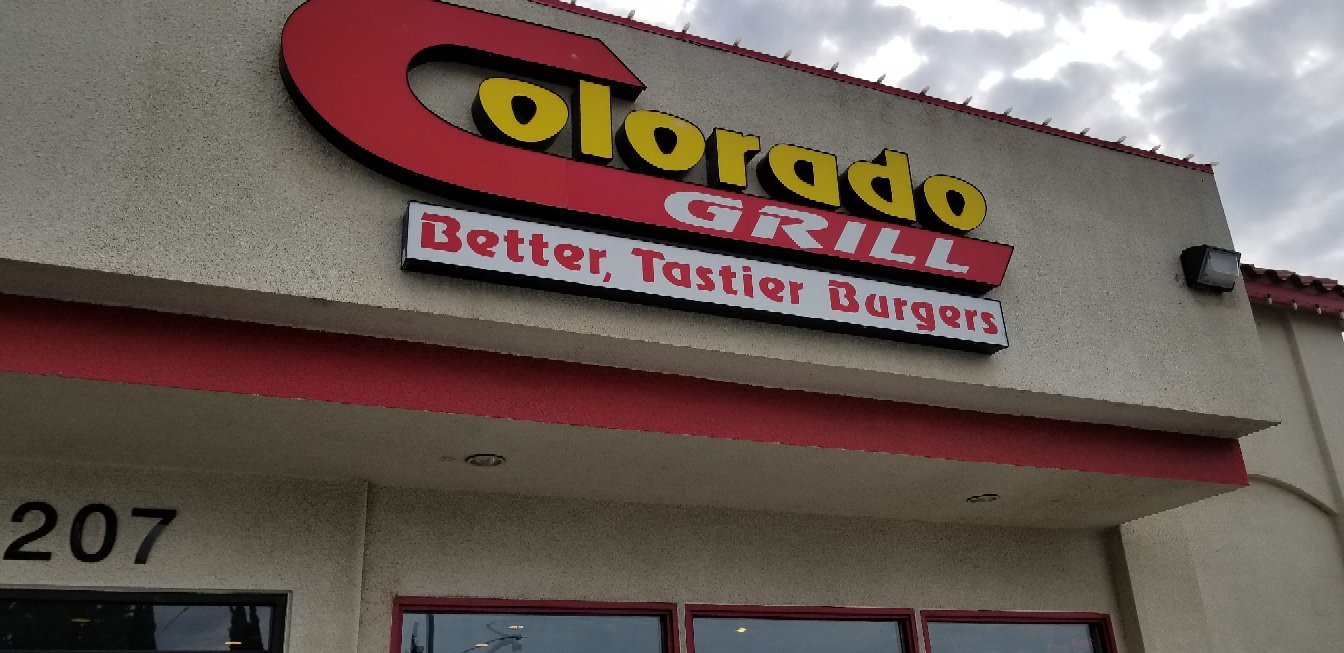 Colorado
GRILL
Better, Tastier Burgers
207